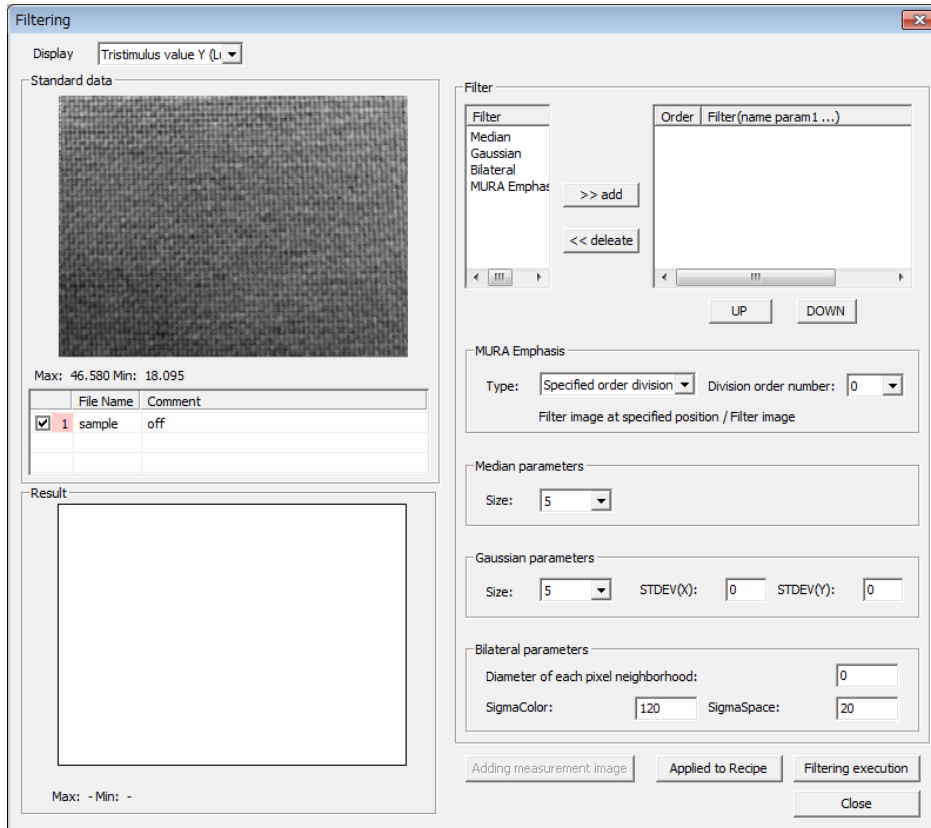 Filtering
Display Tristimulus value Y (Lu
Standard data
Max: 46.580 Min: 18.095
File Name Comment
1 sample off
Result
Max: - Min: -
Filter
Filter
Median
Gaussian
Bilateral
MURA Emphas
>> add
<< deleate
Order Filter(name param1 ...)
UP DOWN
MURA Emphasis
Type: Specified order division Division order number: 0
Filter image at specified position / Filter image
Median parameters
Size: 5
Gaussian parameters
Size: 5 STDEV(X): 0 STDEV(Y): 0
Bilateral parameters
Diameter of each pixel neighborhood: 0
SigmaColor: 120 SigmaSpace: 20
Adding measurement image Applied to Recipe Filtering execution
Close